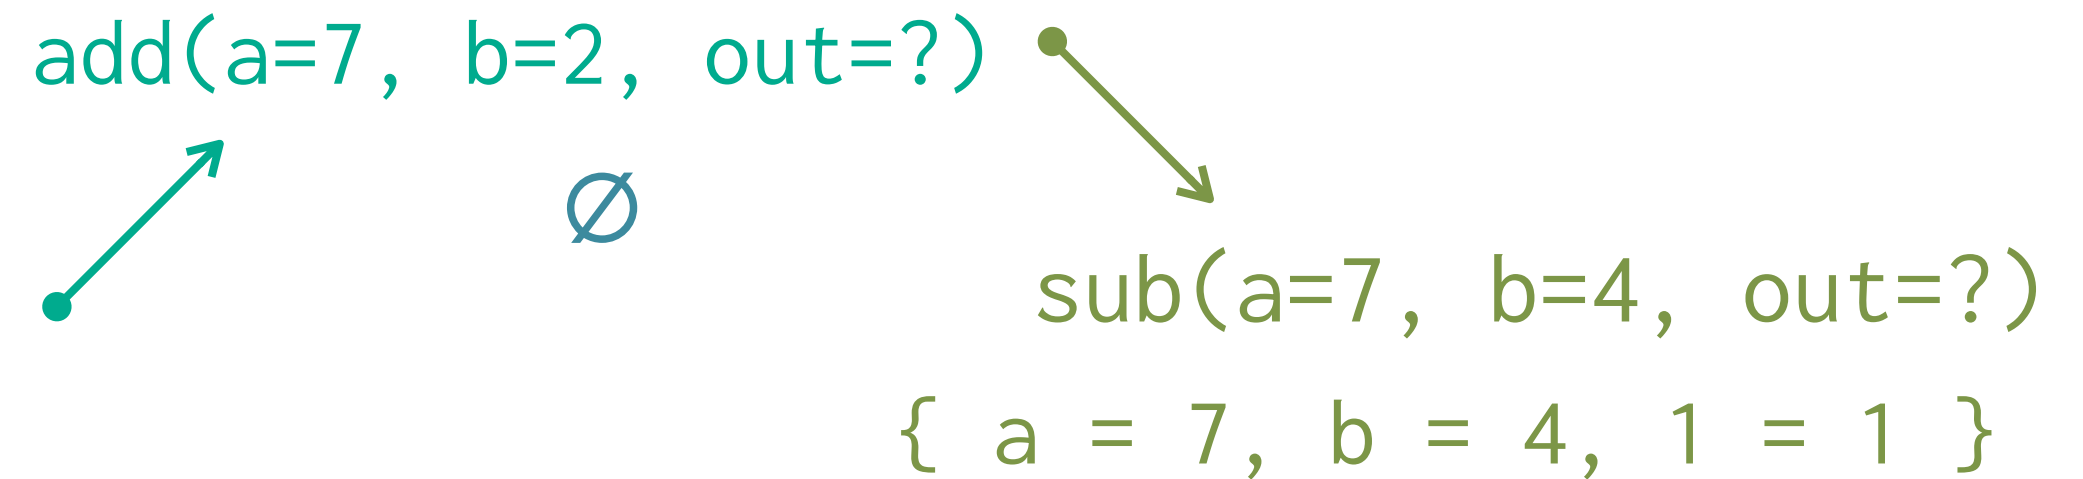 add(a=7, b=2, out=?)
∅
sub(a=7, b=4, out=?)
{ a = 7, b = 4, 1 = 1 }